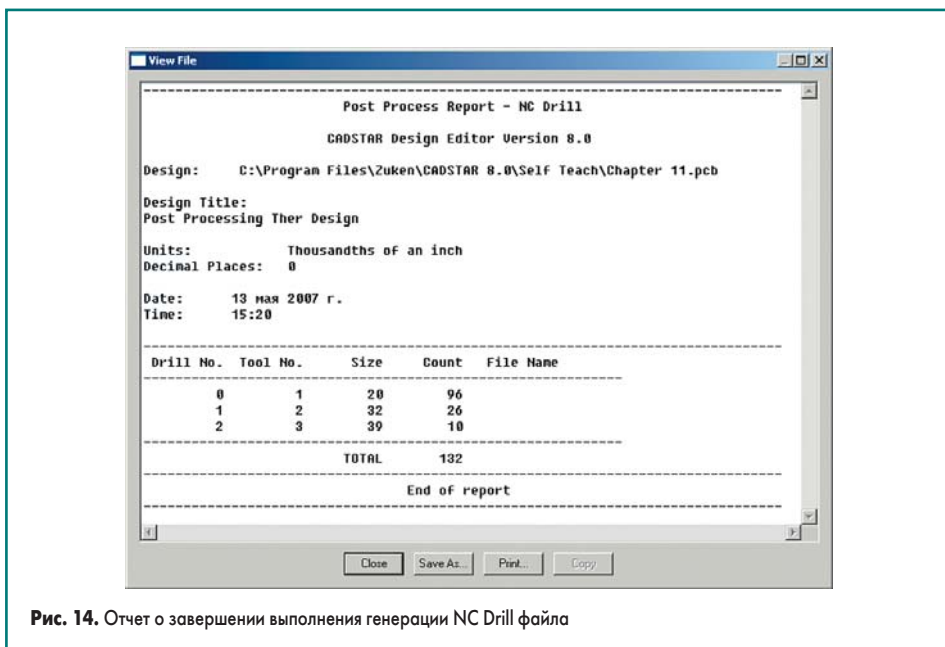 View File
Post Process Report - NC Drill
CADSTAR Design Editor Version 8.0
Design: C:\Program Files\Zuken\CADSTAR 8.0\Self Teach\Chapter 11.pcb
Design Title:
Post Processing Ther Design
Units: Thousandths of an inch
Decimal Places: 0
Date: 13 мая 2007 г.
Time: 15:20
Drill No. Tool No. Size Count File Name
0 1 20 96
1 2 32 26
2 3 39 10
TOTAL 132
End of report
Close Save As... Print... Copy
Рис. 14. Отчет о завершении выполнения генерации NC Drill файла